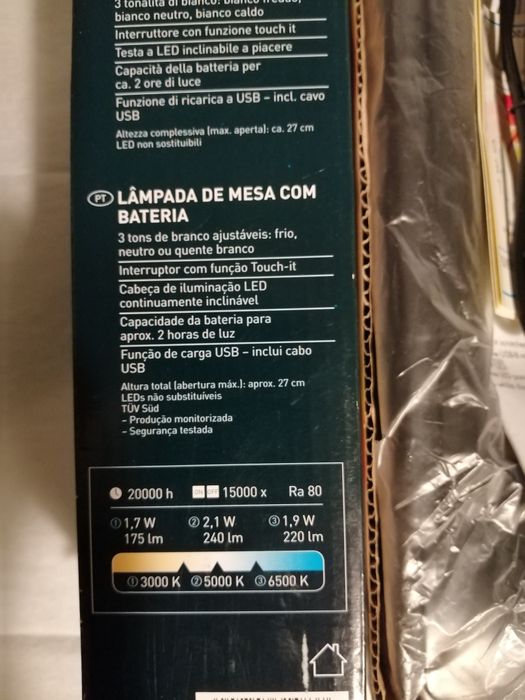 3 tonalità di bianco: bianco freddo,
bianco neutro, bianco caldo
Interruttore con funzione touch it
Testa a LED inclinabile a piacere
Capacità della batteria per
ca. 2 ore di luce
Funzione di ricarica a USB – incl. cavo
USB
Altezza complessiva (max. aperta): ca. 27 cm
LED non sostituibili
PT LÂMPADA DE MESA COM
BATERIA
3 tons de branco ajustáveis: frio,
neutro ou quente branco
Interruptor com função Touch-it
Cabeça de iluminação LED
continuamente inclinável
Capacidade da bateria para
aprox. 2 horas de luz
Função de carga USB – inclui cabo
USB
Altura total (abertura máx.): aprox. 27 cm
LEDs não substituíveis
TÜV Süd
- Produção monitorizada
- Segurança testada
20000 h ON OFF 15000 x Ra 80
① 1,7 W ② 2,1 W ③ 1,9 W
175 lm 240 lm 220 lm
① 3000 K ② 5000 K ③ 6500 K